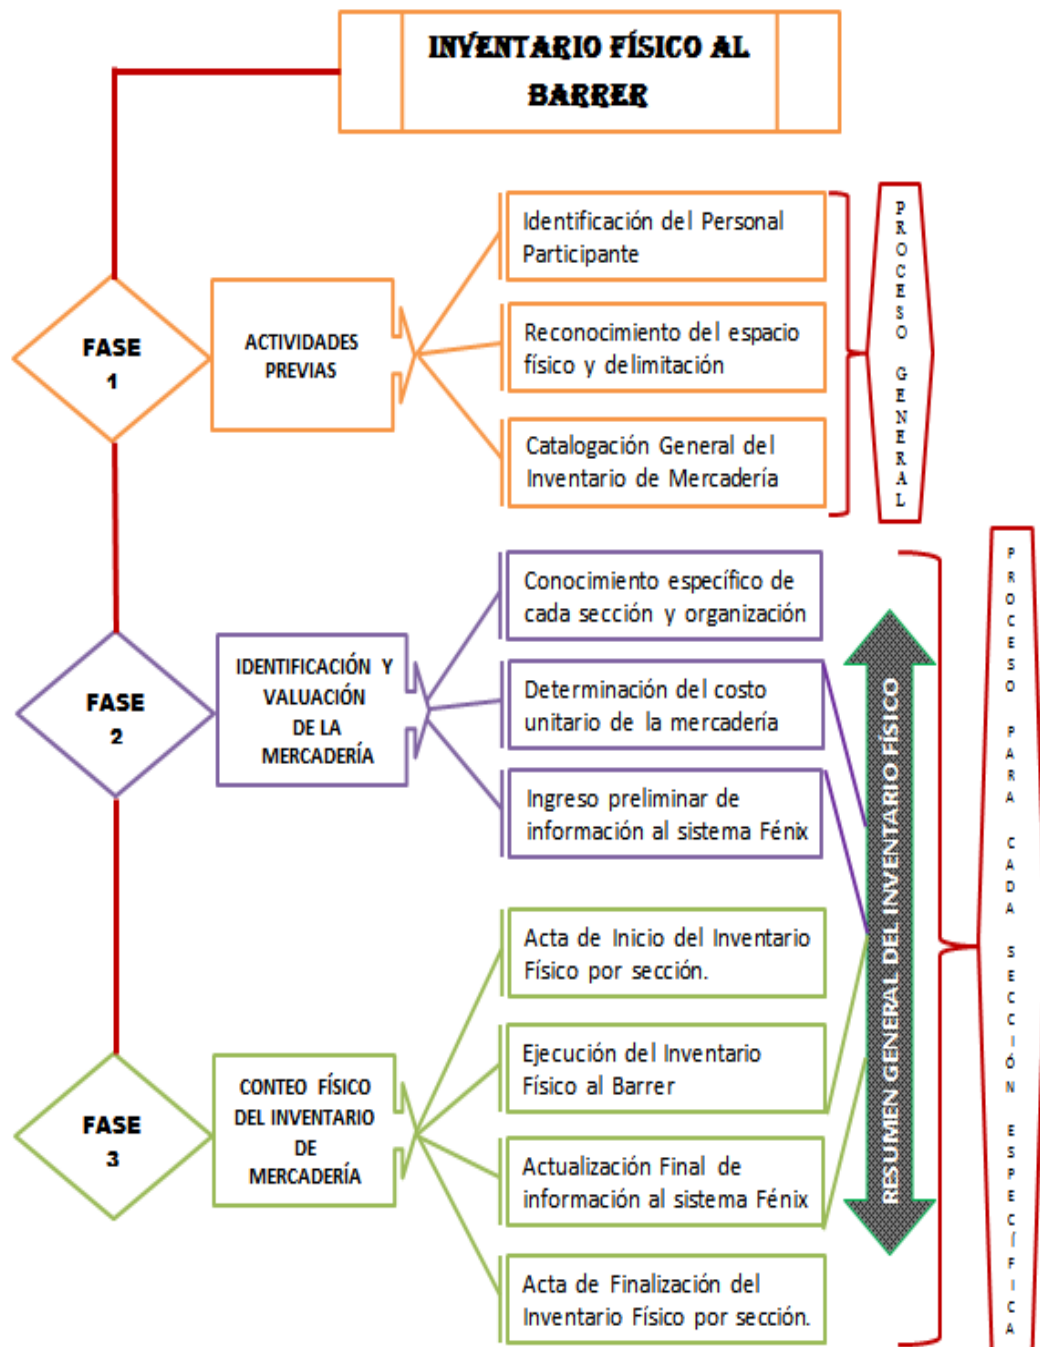 INVENTARIO FÍSICO AL
BARRER
FASE
1
ACTIVIDADES
PREVIAS
Identificación del Personal
Participante
Reconocimiento del espacio
físico y delimitación
Catalogación General del
Inventario de Mercadería
PROCESO GENERAL
FASE
2
IDENTIFICACIÓN Y
VALUACIÓN
DE LA
MERCADERÍA
Conocimiento específico de
cada sección y organización
Determinación del costo
unitario de la mercadería
Ingreso preliminar de
información al sistema Fénix
FASE
3
CONTEO FÍSICO
DEL INVENTARIO
DE
MERCADERÍA
Acta de Inicio del Inventario
Físico por sección.
Ejecución del Inventario
Físico al Barrer
Actualización Final de
información al sistema Fénix
Acta de Finalización del
Inventario Físico por sección.
RESUMEN GENERAL DEL INVENTARIO FÍSICO
PROCESO PARA CADA SECCIÓN ESPECÍFICA